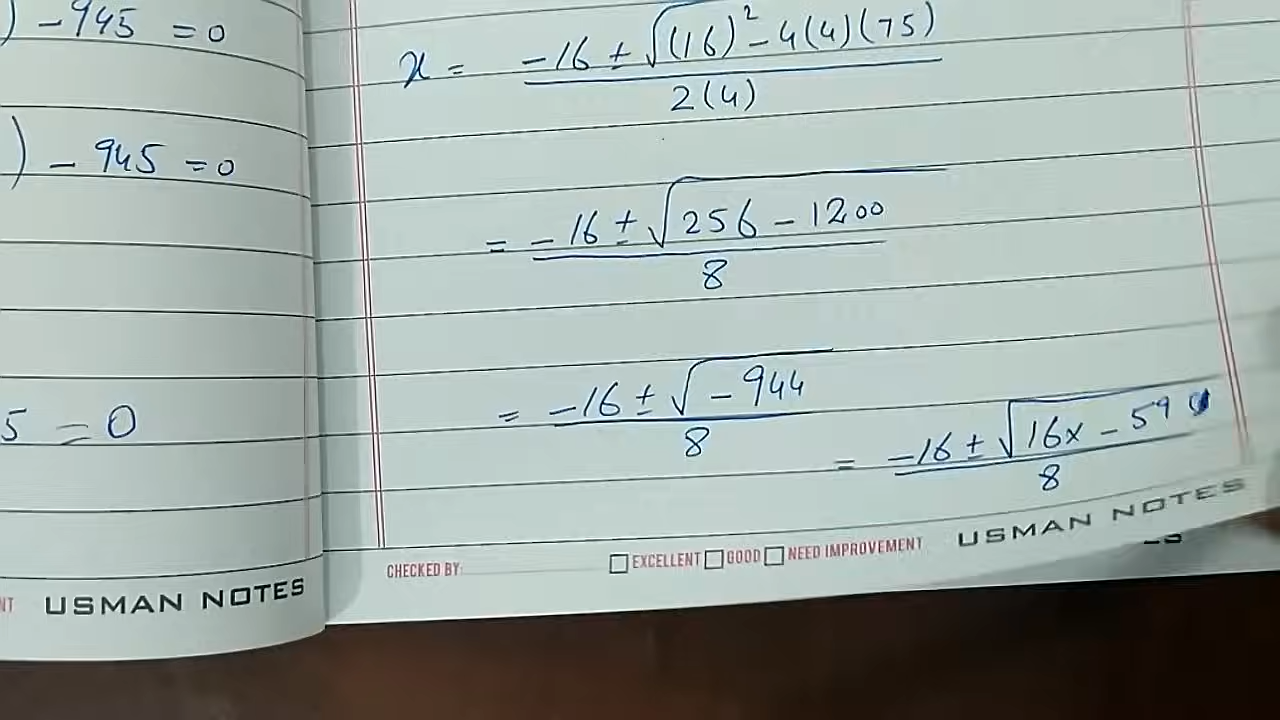 ) - 945 = 0
) - 945 = 0
5 = 0
USMAN NOTES
x = -16 ± √(16)² - 4(4)(75)
2(4)
= -16 ± √256 - 1200
8
= -16 ± √-944
8
= -16 ± √16x - 59
8
CHECKED BY: EXCELLENT GOOD NEED IMPROVEMENT USMAN NOTES